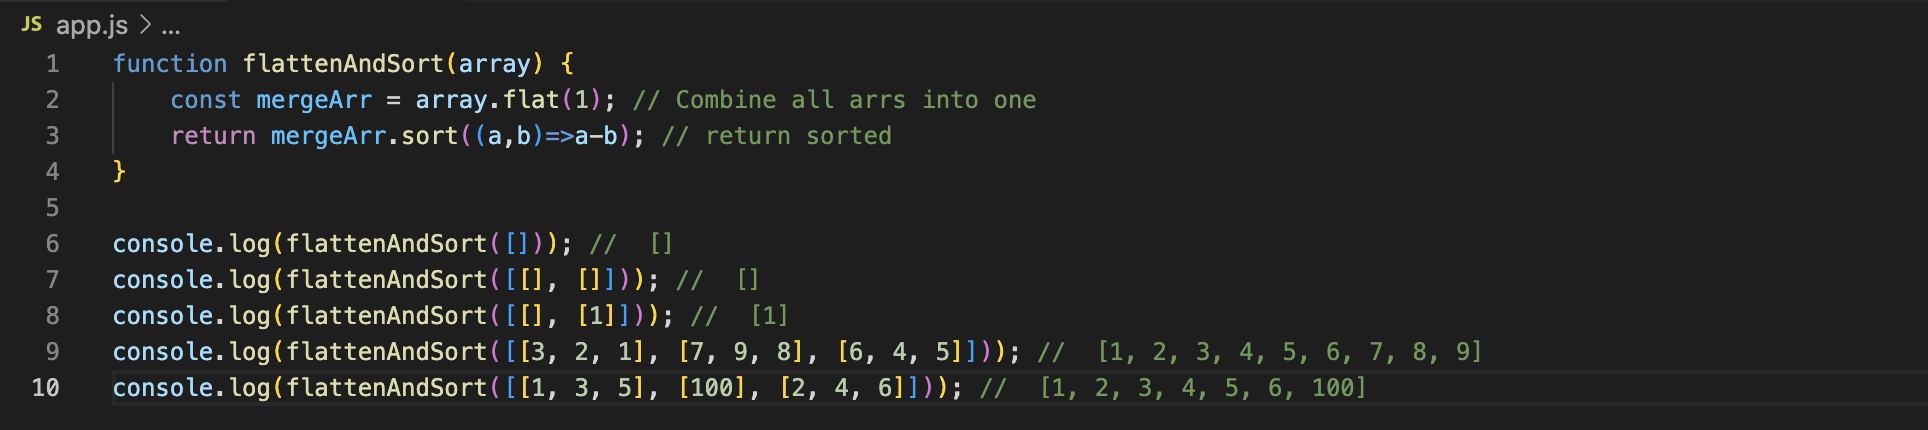 JS app.js > ...
1 function flattenAndSort(array) {
2     const mergeArr = array.flat(1); // Combine all arrs into one
3     return mergeArr.sort((a,b)=>a-b); // return sorted
4 }
5
6 console.log(flattenAndSort([])); //  []
7 console.log(flattenAndSort([[], []])); //  []
8 console.log(flattenAndSort([[], [1]])); //  [1]
9 console.log(flattenAndSort([[3, 2, 1], [7, 9, 8], [6, 4, 5]])); //  [1, 2, 3, 4, 5, 6, 7, 8, 9]
10 console.log(flattenAndSort([[1, 3, 5], [100], [2, 4, 6]])); //  [1, 2, 3, 4, 5, 6, 100]